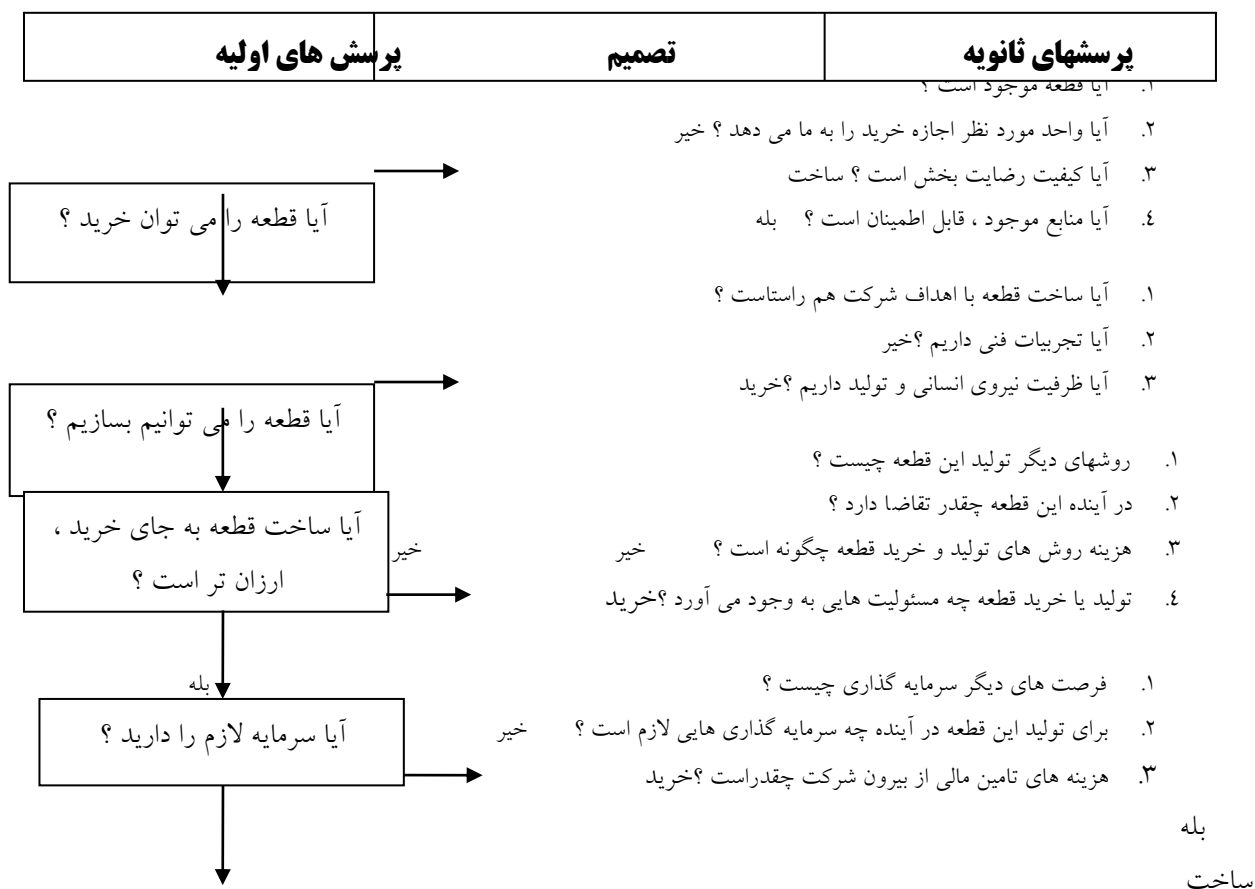 پرسشهای ثانویه تصمیم پرسش های اولیه
۱. آیا قطعه موجود است ؟
۲. آیا واحد مورد نظر اجازه خرید را به ما می دهد ؟ خیر
۳. آیا کیفیت رضایت بخش است ؟ ساخت
۴. آیا منابع موجود ، قابل اطمینان است ؟ بله
آیا قطعه را می توان خرید ؟
۱. آیا ساخت قطعه با اهداف شرکت هم راستاست ؟
۲. آیا تجربیات فنی داریم ؟خیر
۳. آیا ظرفیت نیروی انسانی و تولید داریم ؟خرید
آیا قطعه را می توانیم بسازیم ؟
۱. روشهای دیگر تولید این قطعه چیست ؟
۲. در آینده این قطعه چقدر تقاضا دارد ؟
۳. هزینه روش های تولید و خرید قطعه چگونه است ؟ خیر خیر
۴. تولید یا خرید قطعه چه مسئولیت هایی به وجود می آورد ؟خرید
آیا ساخت قطعه به جای خرید ،
ارزان تر است ؟
بله
۱. فرصت های دیگر سرمایه گذاری چیست ؟
۲. برای تولید این قطعه در آینده چه سرمایه گذاری هایی لازم است ؟ خیر
۳. هزینه های تامین مالی از بیرون شرکت چقدراست ؟خرید
آیا سرمایه لازم را دارید ؟
بله
ساخت